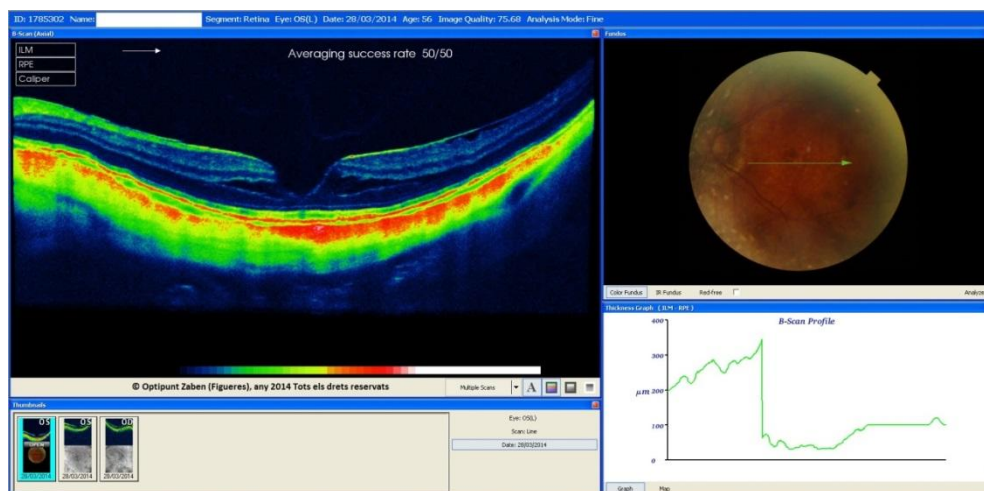 ID: 1785302 Name: Segment: Retina Eye: OS(L) Date: 28/03/2014 Age: 56 Image Quality: 75.68 Analysis Mode: Fine
B-Scan (Axial)
ILM
RPE
Caliper
Averaging success rate 50/50
© Optipunt Zaben (Figueres), any 2014 Tots els drets reservats
Multiple Scans
A
Thumbnails
OS
OS
OD
28/03/2014
28/03/2014
28/03/2014
Eye: OS(L)
Scan: Line
Date: 28/03/2014
Fundus
Color Fundus IR Fundus Red-free
Analyze
Thickness Graph ( ILM - RPE )
B-Scan Profile
400
300
μm 200
100
0
Graph Map